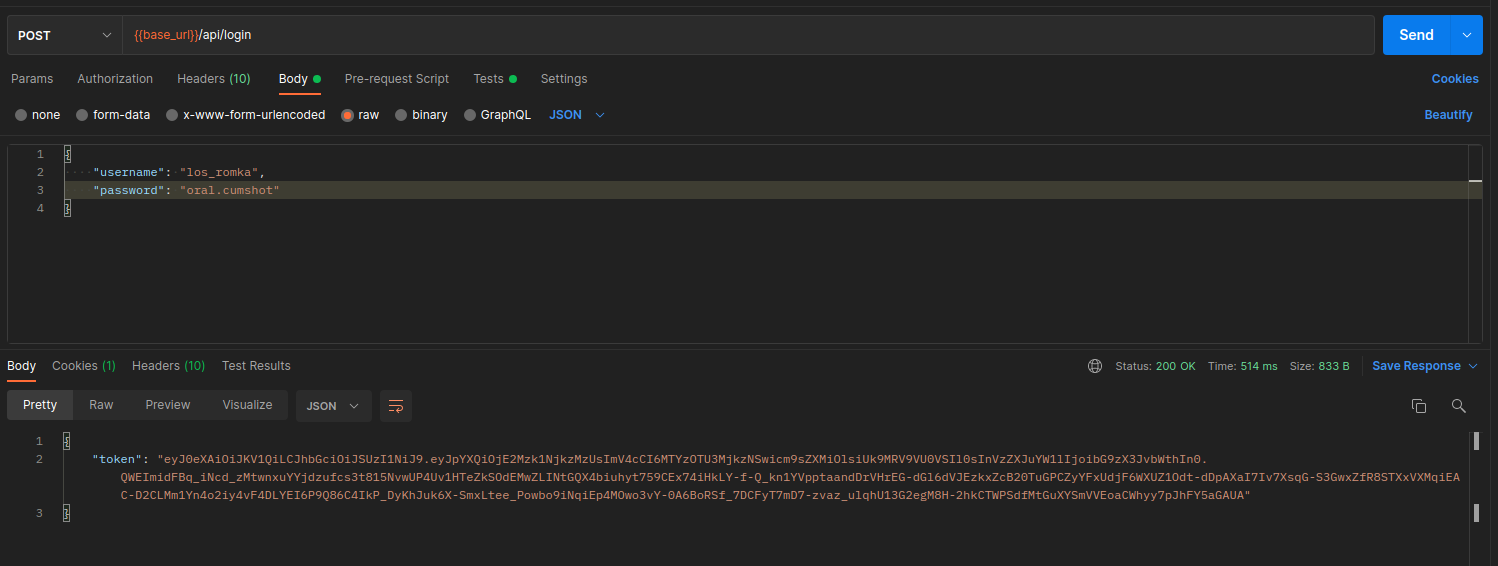 POST {{base_url}}/api/login Send
Params Authorization Headers (10) Body Pre-request Script Tests Settings Cookies
none form-data x-www-form-urlencoded raw binary GraphQL JSON Beautify
1 {
2 "username": "los_romka",
3 "password": "oral.cumshot"
4 }
Body Cookies (1) Headers (10) Test Results Status: 200 OK Time: 514 ms Size: 833 B Save Response
Pretty Raw Preview Visualize JSON
1 {
2 "token": "eyJ0eXAiOiJKV1QiLCJhbGciOiJSUzI1NiJ9.eyJpYXQiOjE2Mzk1NjkzMzUsImV4cCI6MTYzOTU3MjkzNSwicm9sZXMiOlsiUk9MRV9VU0VSIl0sInVzZXJuYW1lIjoibG9zX3JvbWthIn0.
QWEImidFBq_iNcd_zMtwnxuYYjdzufcs3t815NvwUP4Uv1HTeZkSOdEMwZLINtGQX4biuhyt759CEx74iHkLY-f-Q_kn1YVpptaandDrVHrEG-dGl6dVJEzkxZcB20TuGPCZyYFxUdjF6WXUZ1Odt-dDpAXaI7Iv7XsqG-S3GwxZfR8STXxVXMqiEA
C-D2CLMm1Yn4o2iy4vF4DLYEI6P9Q86C4IkP_DyKhJuk6X-SmxLtee_Powbo9iNqiEp4MOwo3vY-0A6BoRSf_7DCFyT7mD7-zvaz_ulqhU13G2egM8H-2hkCTWPSdfMtGuXYSmVVEoaCWhyy7pJhFY5aGAUA"
3 }